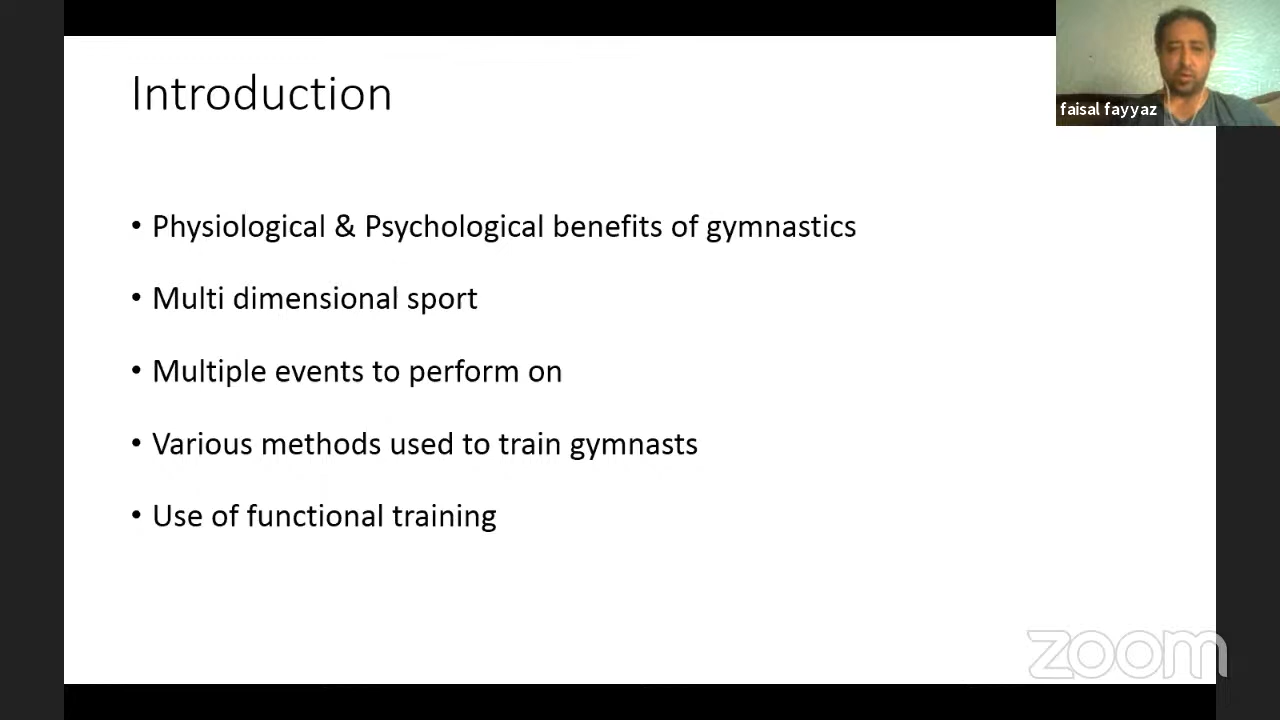 Introduction
faisal fayyaz
• Physiological & Psychological benefits of gymnastics
• Multi dimensional sport
• Multiple events to perform on
• Various methods used to train gymnasts
• Use of functional training
zoom